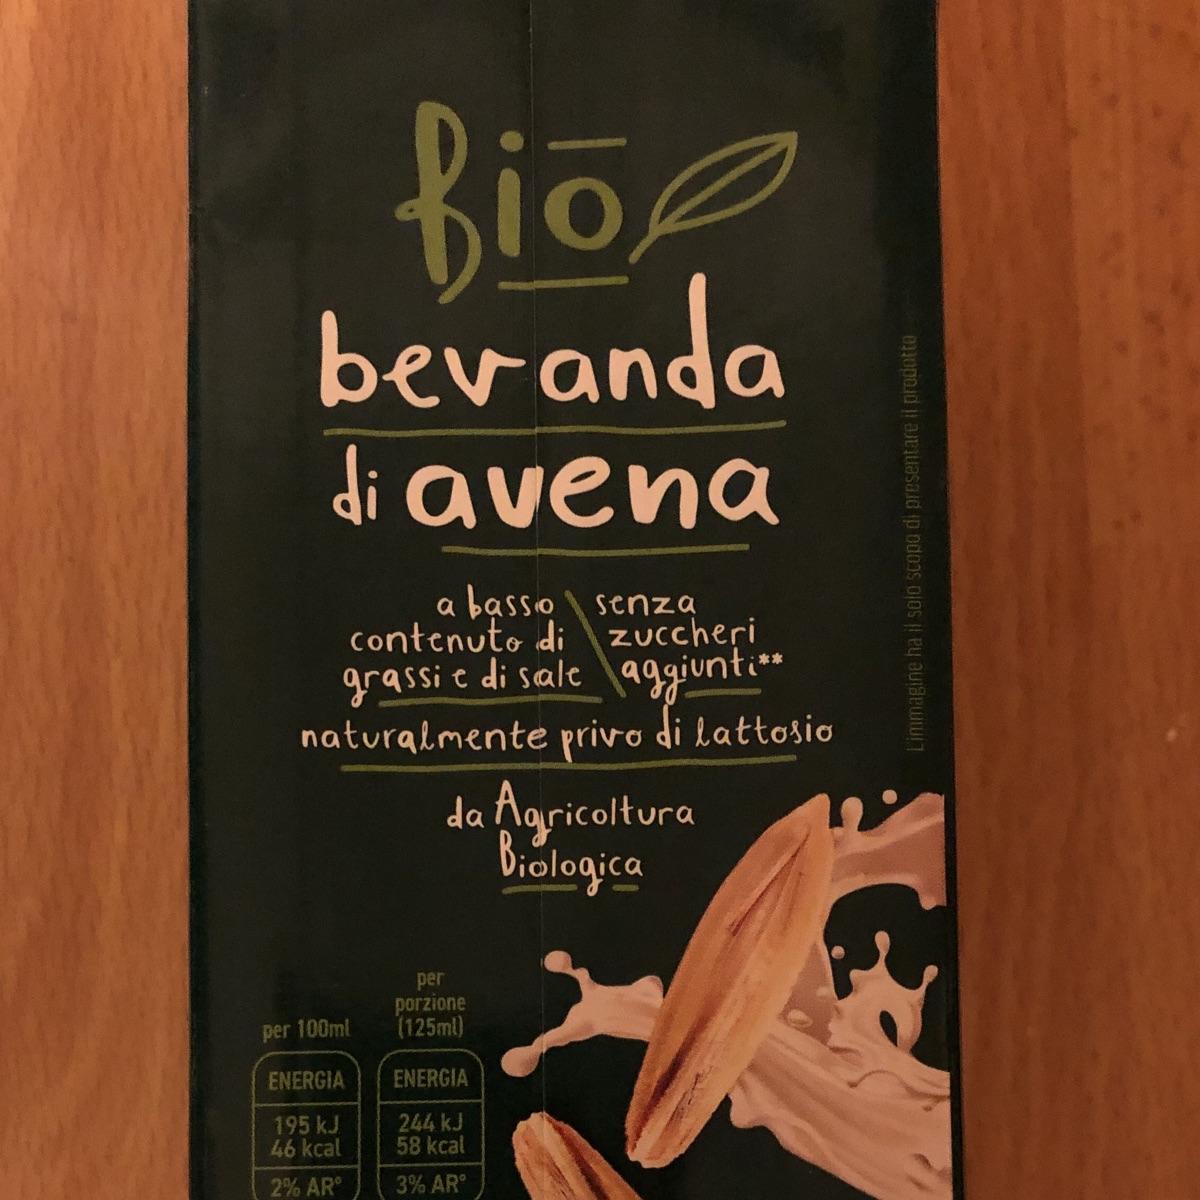 Bio
bevanda
di avena
a basso
contenuto di
grassi e di sale
senza
zuccheri
aggiunti**
naturalmente privo di lattosio
da Agricoltura
Biologica
L'immagine ha il solo scopo di presentare il prodotto
per 100ml
ENERGIA
195 kJ
46 kcal
2% AR°
per
porzione
(125ml)
ENERGIA
244 kJ
58 kcal
3% AR°